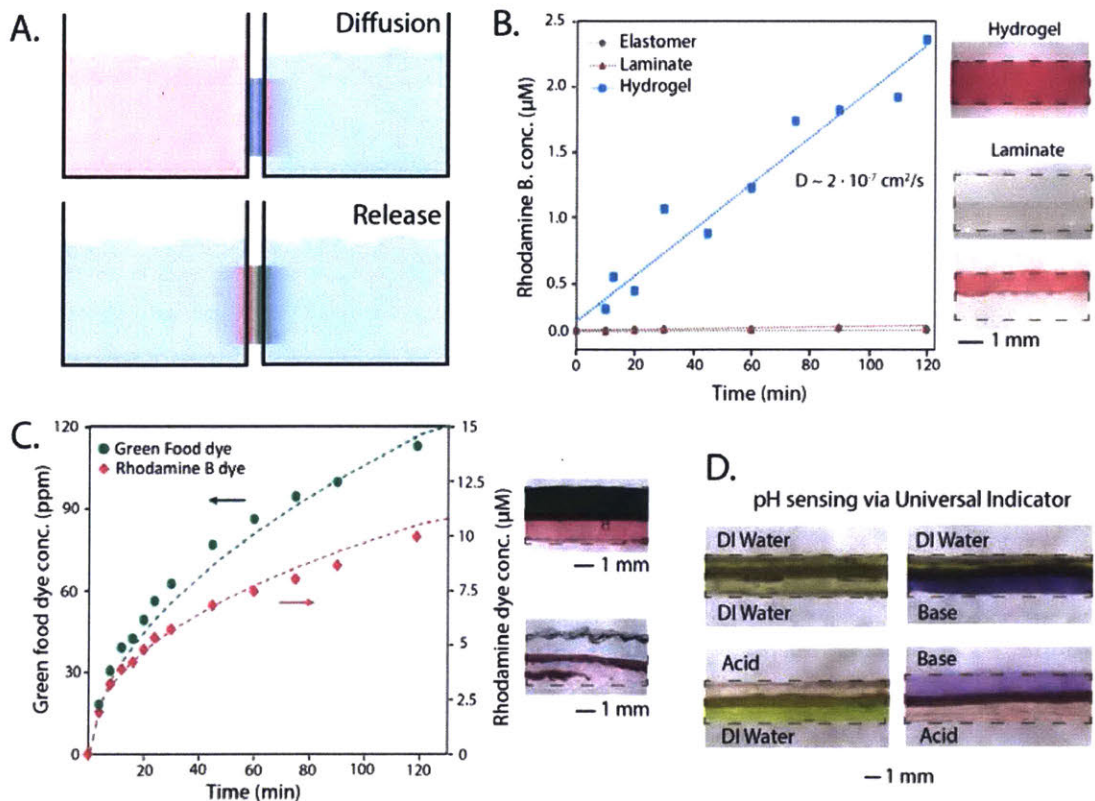 A.
Diffusion
Release
B.
Elastomer
Laminate
Hydrogel
Rhodamine B. conc. (µM)
2.5
2.0
1.5
1.0
0.5
0.0
D ~ 2 · 10⁻⁷ cm²/s
0 20 40 60 80 100 120
Time (min)
Hydrogel
Laminate
1 mm
C.
Green Food dye
Rhodamine B dye
Green food dye conc. (ppm)
120
90
60
30
0
15
12.5
10
7.5
5
2.5
0
Rhodamine dye conc. (µM)
20 40 60 80 100 120
Time (min)
1 mm
1 mm
D.
pH sensing via Universal Indicator
DI Water
DI Water
DI Water
Base
Acid
DI Water
Base
Acid
1 mm